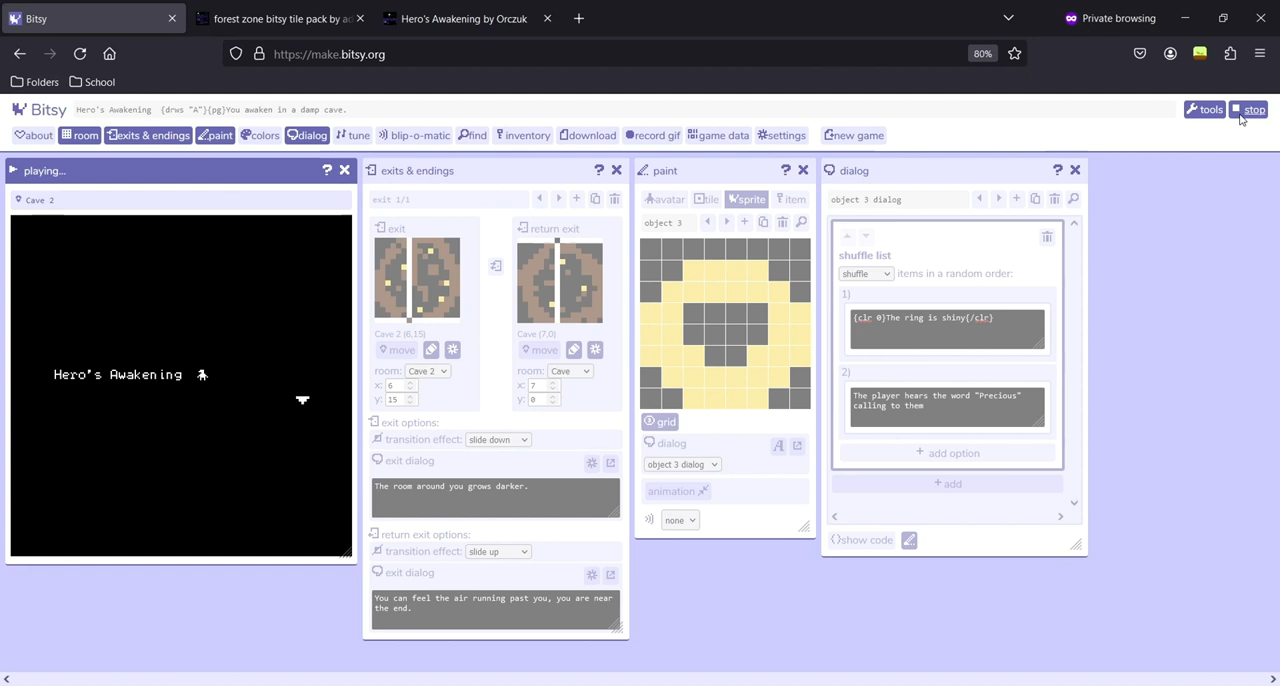 Bitsy
forest zone bitsy tile pack by ad
Hero's Awakening by Orczuk
Private browsing
https://make.bitsy.org
80%
Folders
School
Bitsy
Hero's Awakening {drws "A"}{pg}You awaken in a damp cave.
tools
stop
about
room
exits & endings
paint
colors
dialog
tune
blip-o-matic
find
inventory
download
record gif
game data
settings
new game
playing...
?
Cave 2
Hero's Awakening
exits & endings
?
exit 1/1
exit
return exit
Cave 2 (6,15)
Cave (7,0)
move
move
room: Cave 2
room: Cave
x: 6
x: 7
y: 15
y: 0
exit options:
transition effect: slide down
exit dialog
The room around you grows darker.
return exit options:
transition effect: slide up
exit dialog
You can feel the air running past you, you are near
the end.
paint
?
avatar
tile
sprite
item
object 3
grid
dialog
A
object 3 dialog
animation
none
dialog
?
object 3 dialog
shuffle list
shuffle items in a random order:
1)
{clr 0}The ring is shiny{/clr}
2)
The player hears the word "Precious"
calling to them
+ add option
+ add
show code